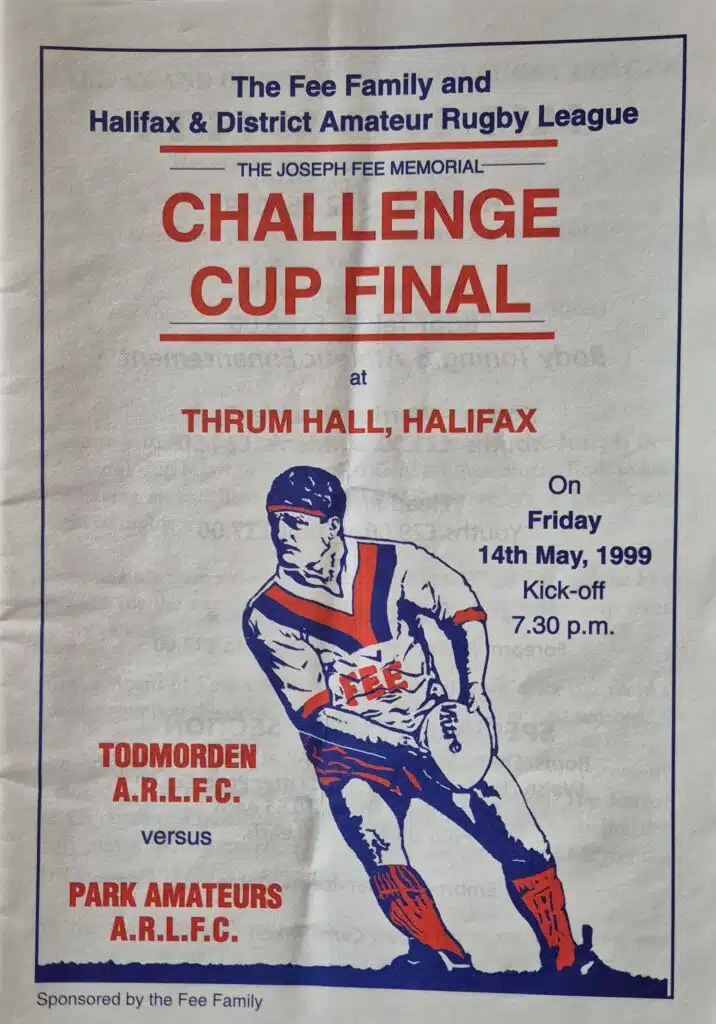 The Fee Family and
Halifax & District Amateur Rugby League
THE JOSEPH FEE MEMORIAL
CHALLENGE
CUP FINAL
at
THRUM HALL, HALIFAX
On
Friday
14th May, 1999
Kick-off
7.30 p.m.
FEE
Mitre
TODMORDEN
A.R.L.F.C.
versus
PARK AMATEURS
A.R.L.F.C.
Sponsored by the Fee Family